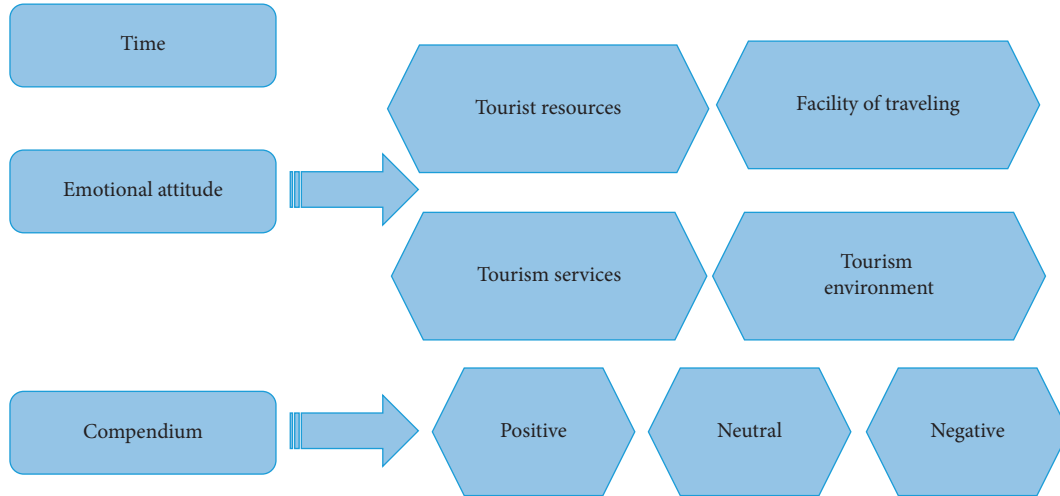 Time
Tourist resources
Facility of traveling
Emotional attitude
Tourism services
Tourism
environment
Compendium
Positive
Neutral
Negative